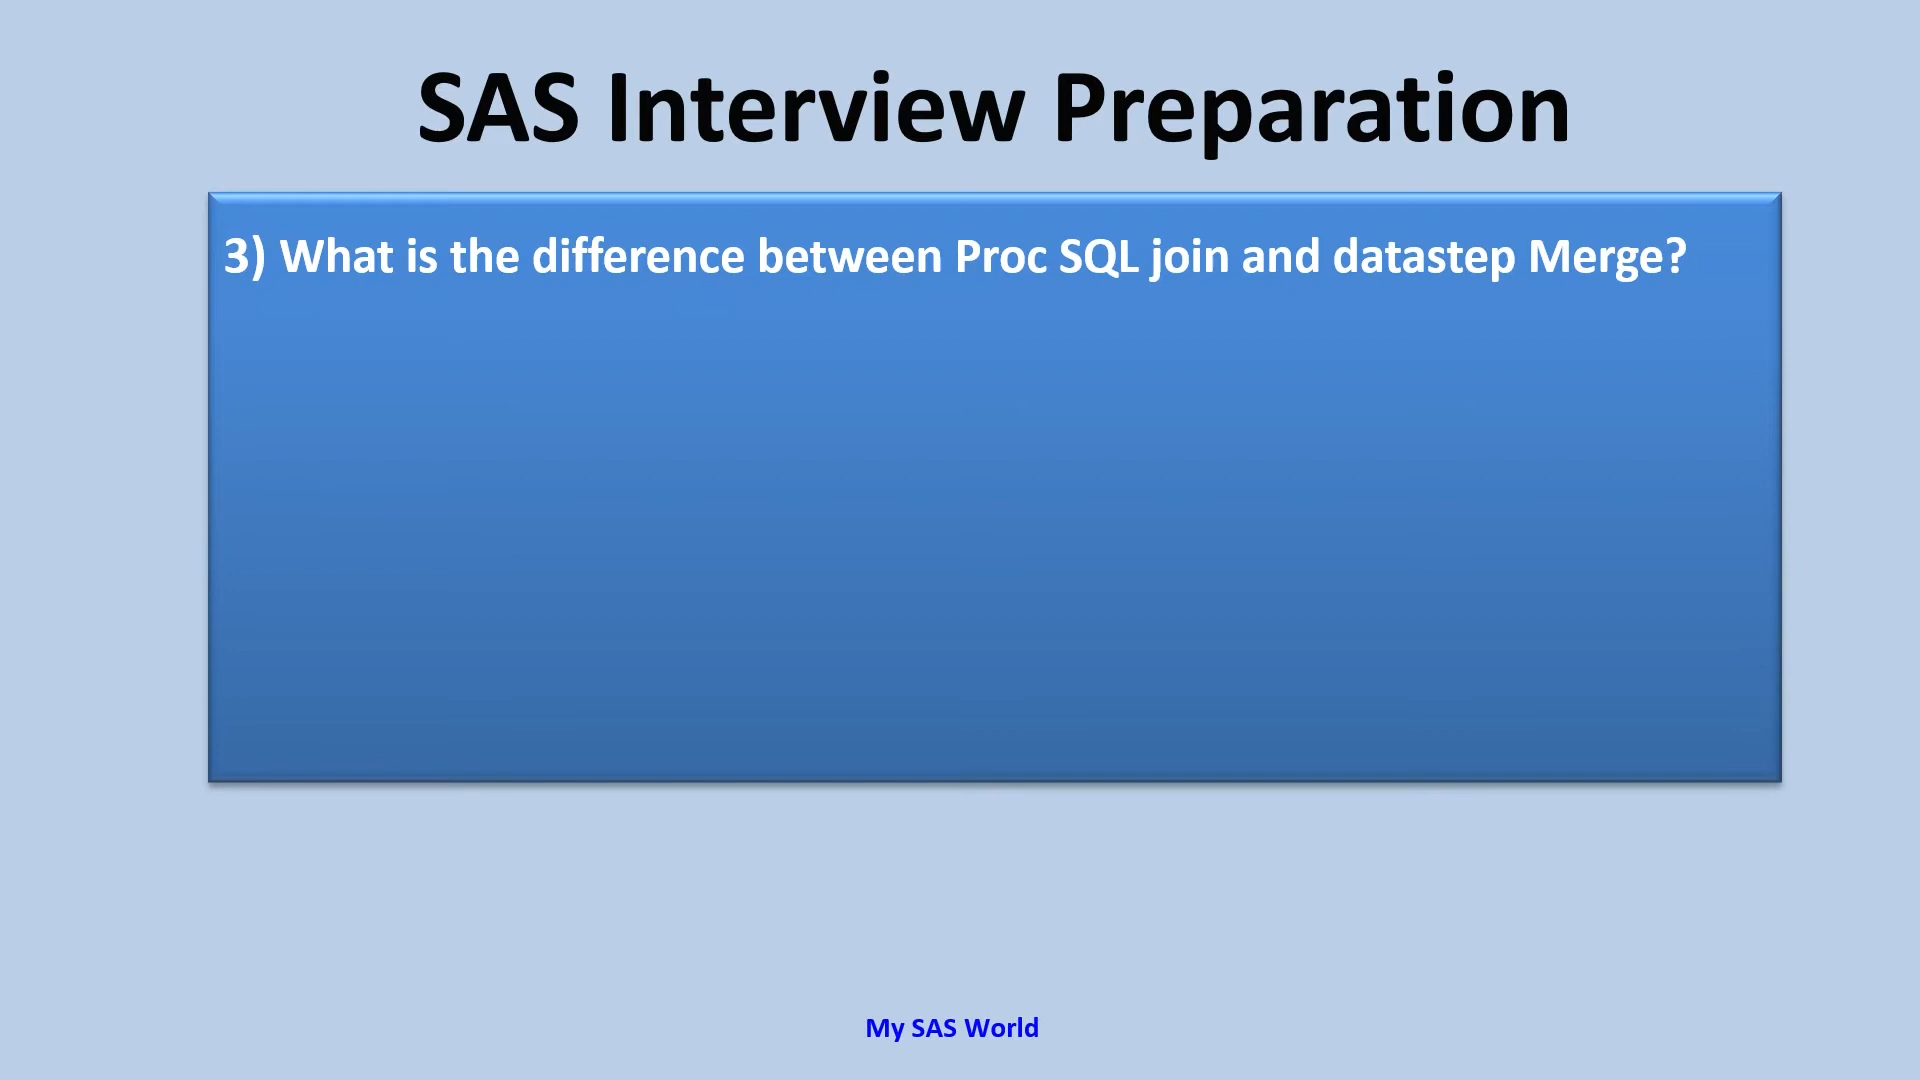 SAS Interview Preparation
3) What is the difference between Proc SQL join and datastep Merge?
My SAS World